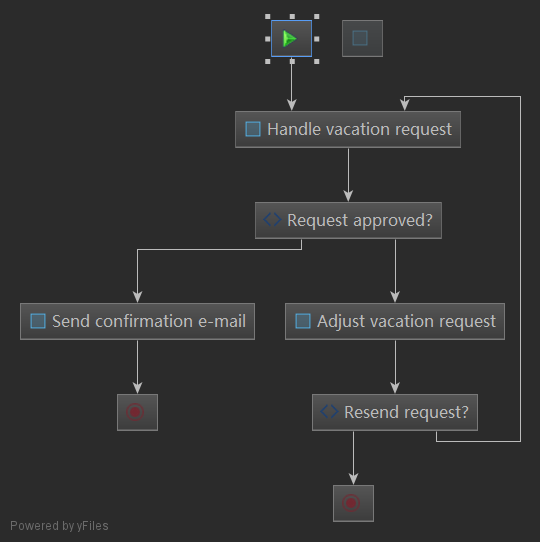 Handle vacation request
Request approved?
Send confirmation e-mail
Adjust vacation request
Resend request?
Powered by yFiles